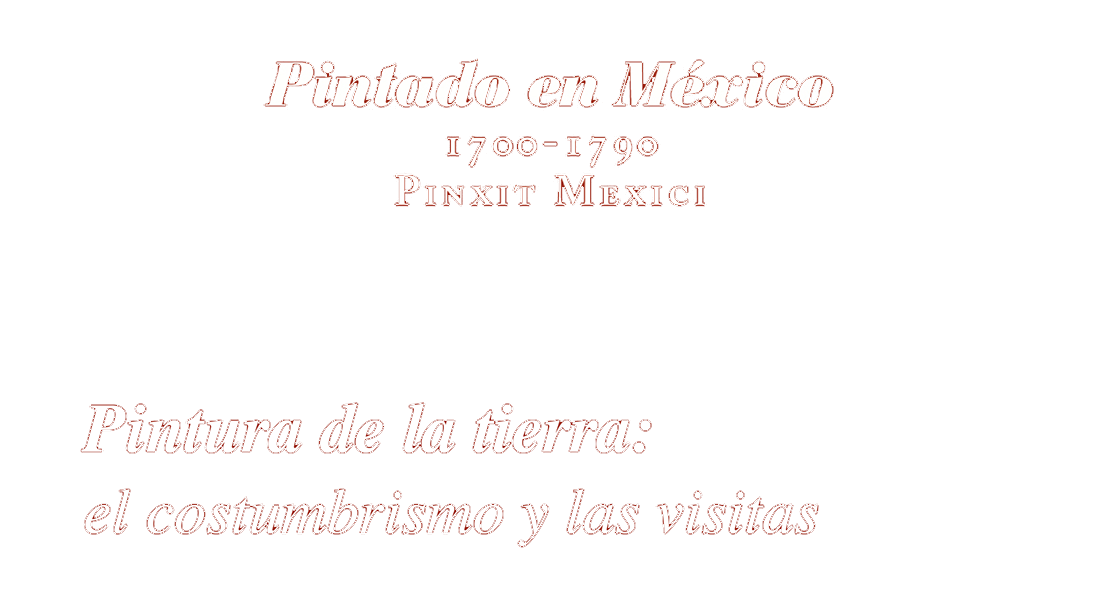 Pintado en México
1700-1790
Pinxit Mexici
Pintura de la tierra:
el costumbrismo y las visitas